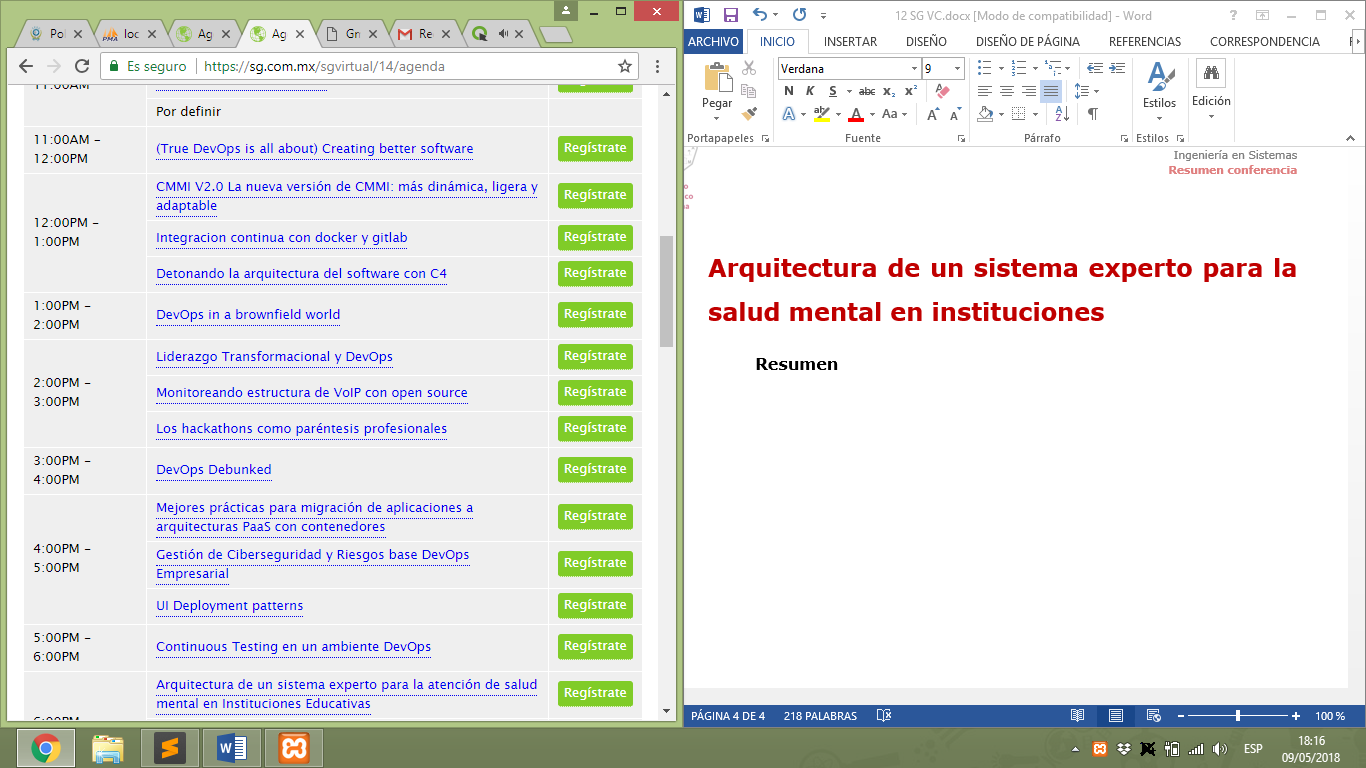 Po
loc
Ag
Ag
Gn
Re
Es seguro
https://sg.com.mx/sgvirtual/14/agenda
11:00AM
Por definir
11:00AM –
12:00PM
(True DevOps is all about) Creating better software
Regístrate
12:00PM –
1:00PM
CMMI V2.0 La nueva versión de CMMI: más dinámica, ligera y
adaptable
Regístrate
Integracion continua con docker y gitlab
Regístrate
Detonando la arquitectura del software con C4
Regístrate
1:00PM –
2:00PM
DevOps in a brownfield world
Regístrate
2:00PM –
3:00PM
Liderazgo Transformacional y DevOps
Regístrate
Monitoreando estructura de VoIP con open source
Regístrate
Los hackathons como paréntesis profesionales
Regístrate
3:00PM –
4:00PM
DevOps Debunked
Regístrate
4:00PM –
5:00PM
Mejores prácticas para migración de aplicaciones a
arquitecturas PaaS con contenedores
Regístrate
Gestión de Ciberseguridad y Riesgos base DevOps
Empresarial
Regístrate
UI Deployment patterns
Regístrate
5:00PM –
6:00PM
Continuous Testing en un ambiente DevOps
Regístrate
Arquitectura de un sistema experto para la atención de salud
mental en Instituciones Educativas
Regístrate
12 SG VC.docx [Modo de compatibilidad] - Word
ARCHIVO
INICIO
INSERTAR
DISEÑO
DISEÑO DE PÁGINA
REFERENCIAS
CORRESPONDENCIA
Pegar
Verdana
9
N K S abc x₂ x²
A ab A Aa A A
Estilos
Edición
Portapapeles
Fuente
Párrafo
Estilos
Ingeniería en Sistemas
Resumen conferencia
Arquitectura de un sistema experto para la
salud mental en instituciones
Resumen
PÁGINA 4 DE 4
218 PALABRAS
100 %
ESP
18:16
09/05/2018